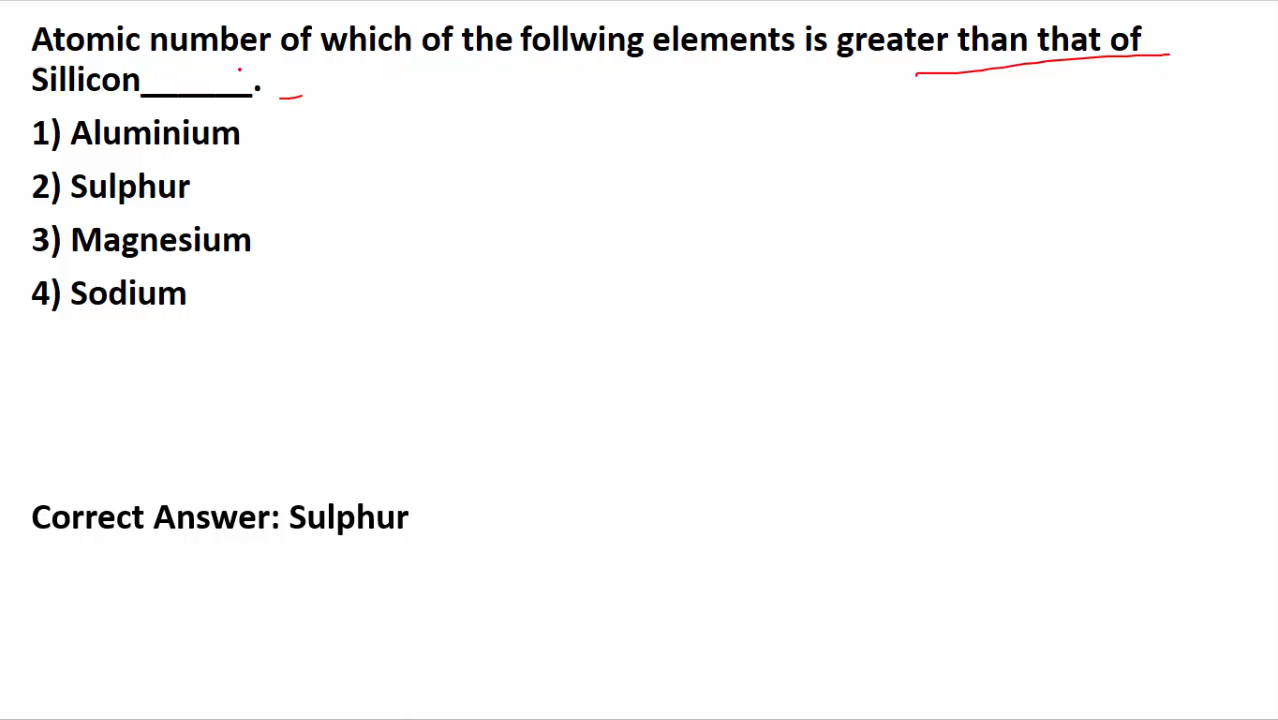 Atomic number of which of the follwing elements is greater than that of
Sillicon______.
1) Aluminium
2) Sulphur
3) Magnesium
4) Sodium
Correct Answer: Sulphur